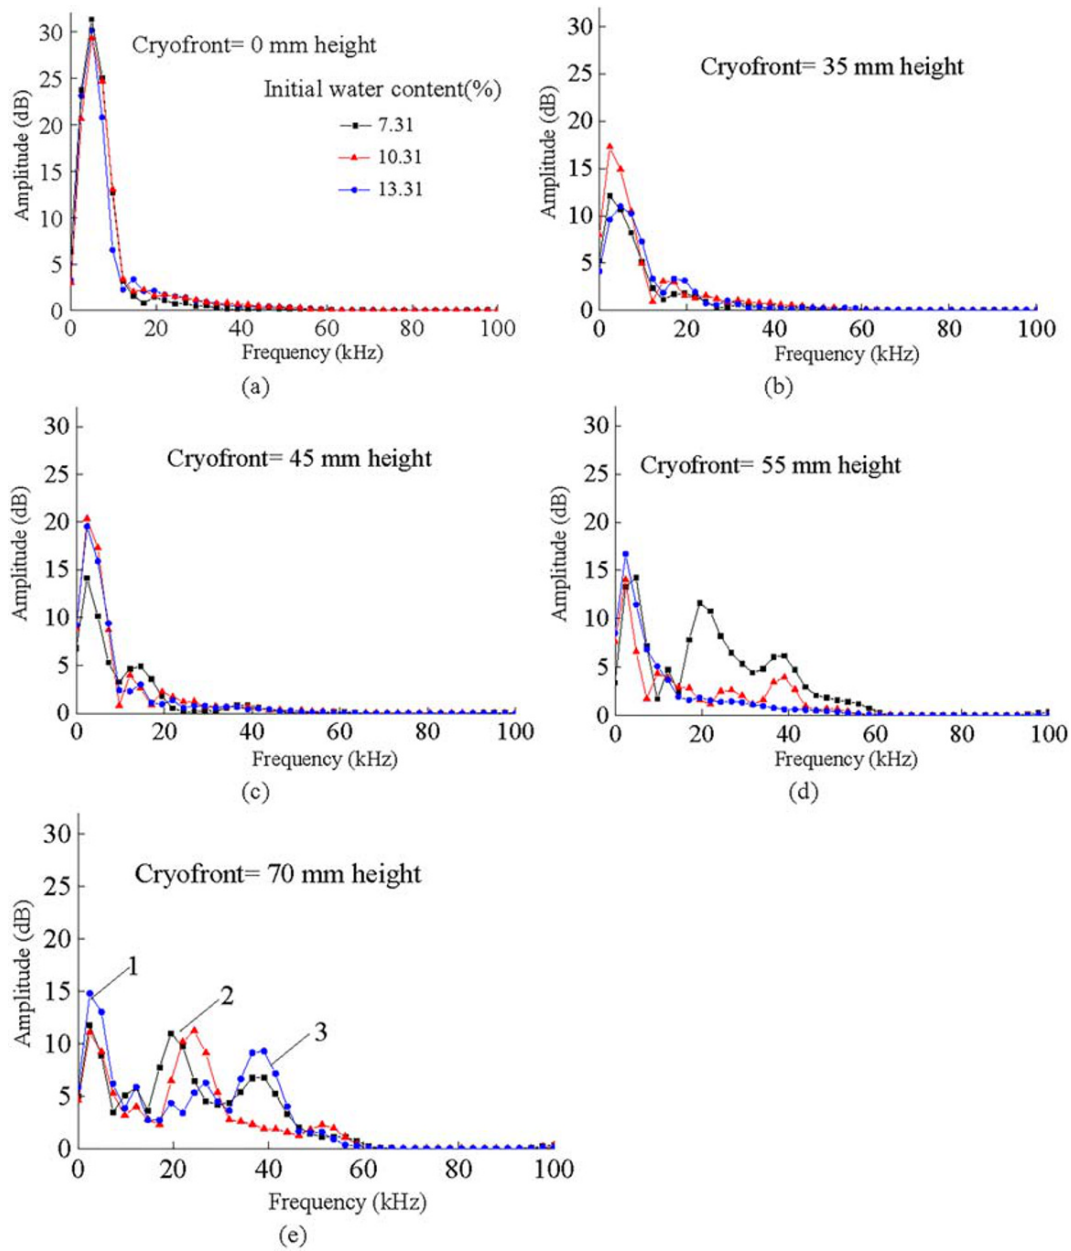 30
25
20
15
10
5
0
Amplitude (dB)
Cryofront= 0 mm height
Initial water content(%)
7.31
10.31
13.31
0 20 40 60 80 100
Frequency (kHz)
(a)
30
25
20
15
10
5
0
Amplitude (dB)
Cryofront= 35 mm height
0 20 40 60 80 100
Frequency (kHz)
(b)
30
25
20
15
10
5
0
Amplitude (dB)
Cryofront= 45 mm height
0 20 40 60 80 100
Frequency (kHz)
(c)
30
25
20
15
10
5
0
Amplitude (dB)
Cryofront= 55 mm height
0 20 40 60 80 100
Frequency (kHz)
(d)
30
25
20
15
10
5
0
Amplitude (dB)
Cryofront= 70 mm height
1
2
3
0 20 40 60 80 100
Frequency (kHz)
(e)